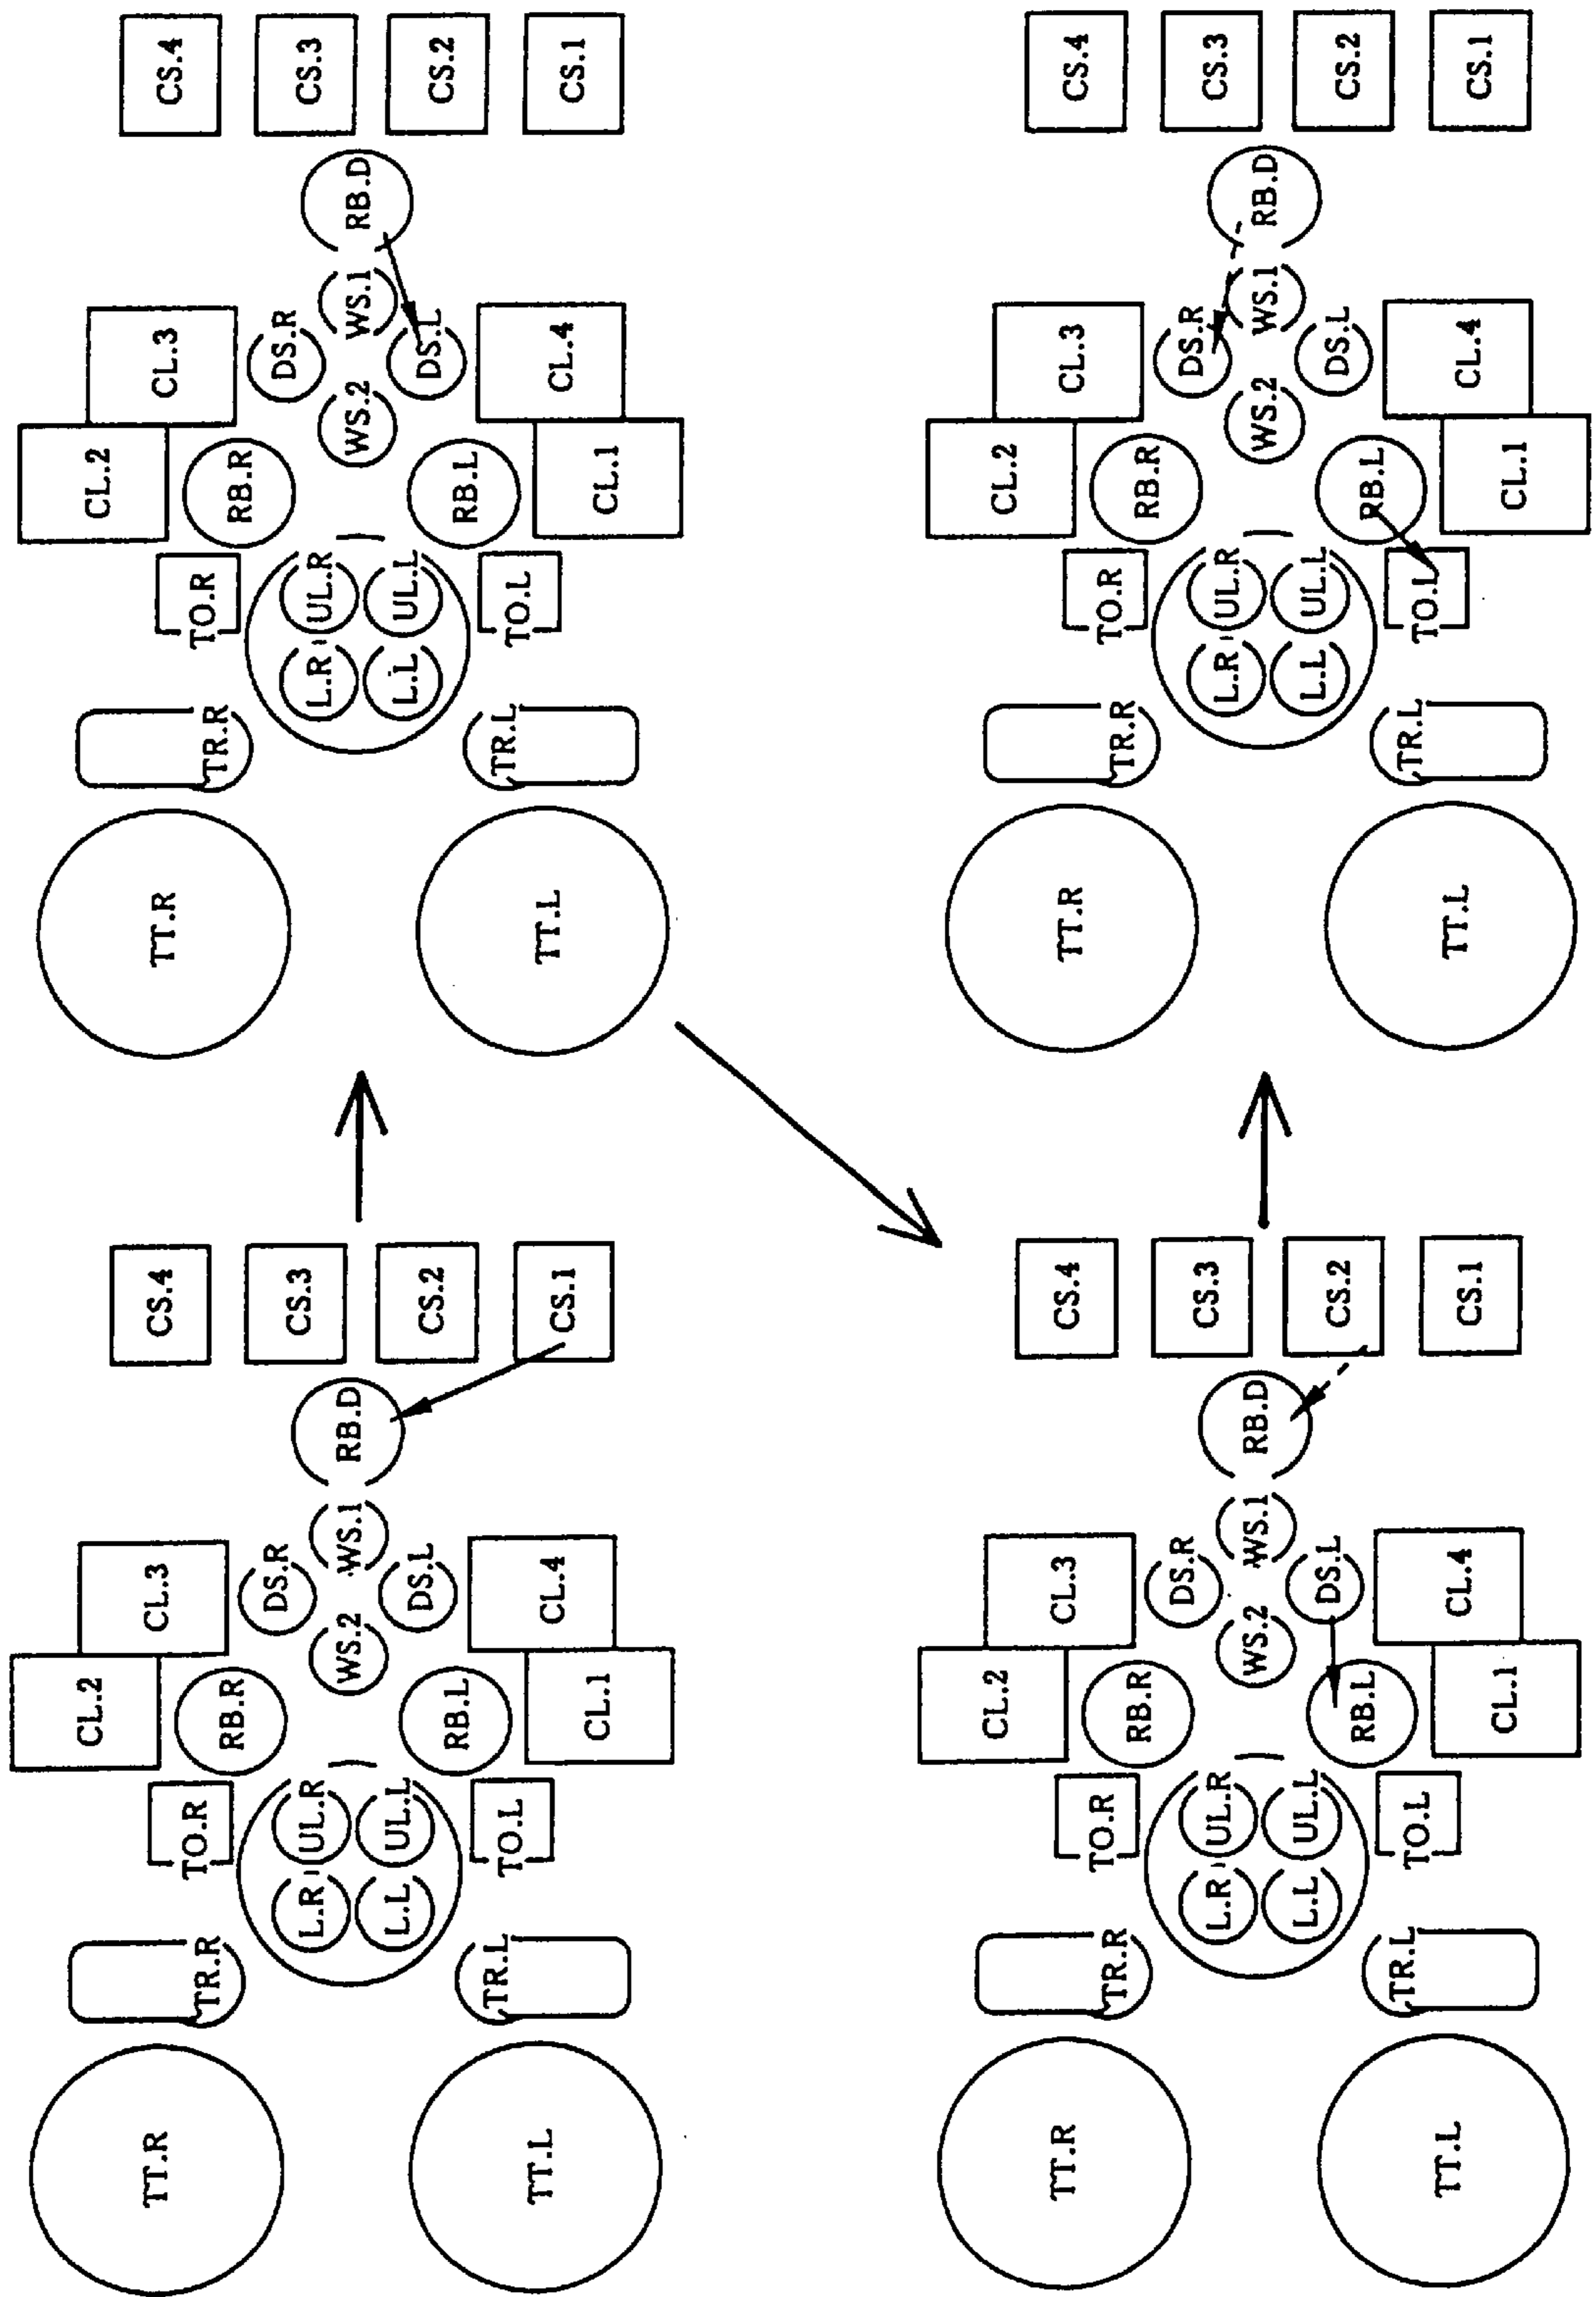 CL.2
TT.R
CL.3
CS.4
TR.R
TO.R
RB.R
DS.R
CS.3
L.R
UL.R
WS.2
WS.1
RB.D
L.L
UL.L
DS.L
CS.2
RB.L
TR.L
TO.L
TT.L
CL.4
CS.1
CL.1
CL.2
TT.R
CL.3
CS.4
TR.R
TO.R
RB.R
DS.R
CS.3
L.R
UL.R
WS.2
WS.1
RB.D
L.L
UL.L
DS.L
CS.2
RB.L
TR.L
TO.L
TT.L
CL.4
CS.1
CL.1
CL.2
TT.R
CL.3
CS.4
TR.R
TO.R
RB.R
DS.R
CS.3
L.R
UL.R
WS.2
WS.1
RB.D
L.L
UL.L
DS.L
CS.2
RB.L
TR.L
TO.L
TT.L
CL.4
CS.1
CL.1
CL.2
TT.R
CL.3
CS.4
TR.R
TO.R
RB.R
DS.R
CS.3
L.R
UL.R
WS.2
WS.1
RB.D
L.L
UL.L
DS.L
CS.2
RB.L
TR.L
TO.L
TT.L
CL.4
CS.1
CL.1